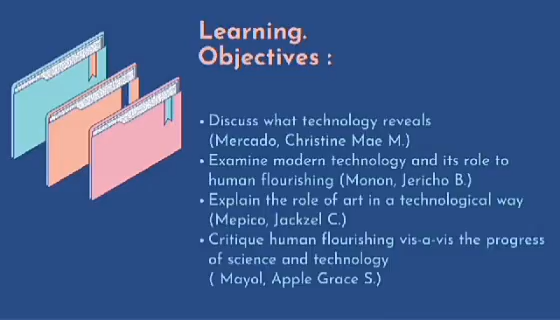 Learning.
Objectives :
• Discuss what technology reveals
(Mercado, Christine Mae M.)
• Examine modern technology and its role to
human flourishing (Monon, Jericho B.)
• Explain the role of art in a technological way
(Mepico, Jackzel C.)
• Critique human flourishing vis-a-vis the progress
of science and technology
( Mayol, Apple Grace S.)